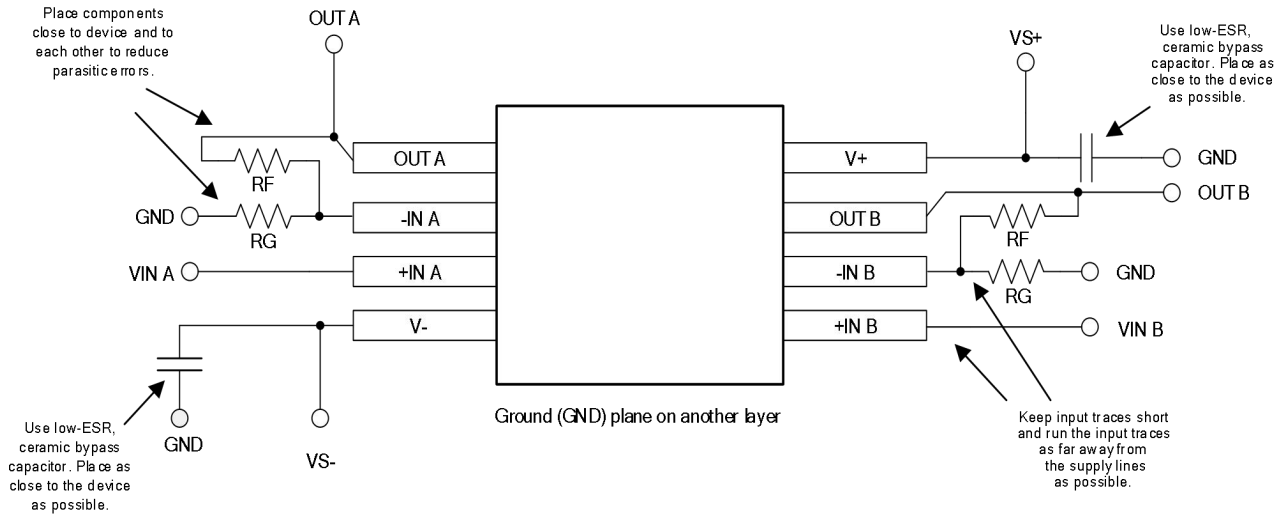 Place components
close to device and to
each other to reduce
parasitic errors.
OUT A
VS+
Use low-ESR,
ceramic bypass
capacitor. Place as
close to the device
as possible.
OUT A
V+
GND
RF
OUT B
GND
-IN A
OUT B
RG
RF
VIN A
+IN A
-IN B
GND
RG
V-
+IN B
VIN B
Ground (GND) plane on another layer
Use low-ESR,
ceramic bypass
capacitor. Place as
close to the device
as possible.
GND
VS-
Keep input traces short
and run the input traces
as far away from
the supply lines
as possible.